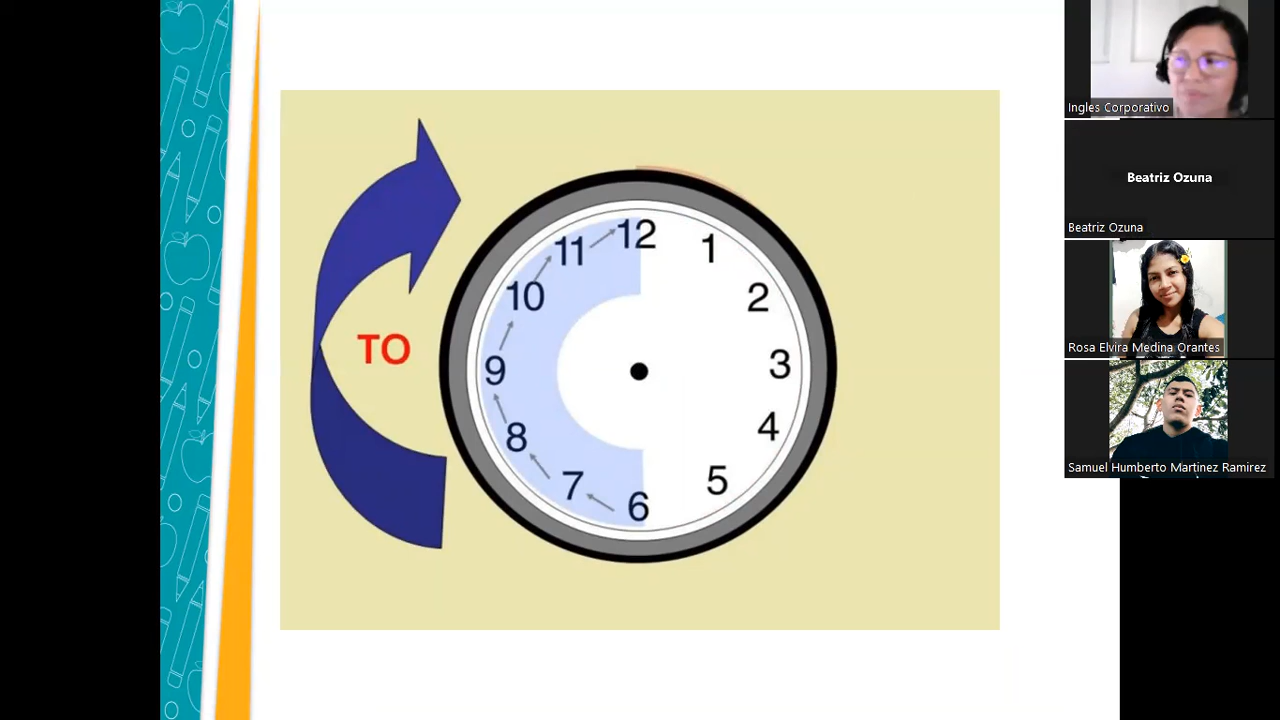 TO
12
1
2
3
4
5
6
7
8
9
10
11
Ingles Corporativo
Beatriz Ozuna
Beatriz Ozuna
Rosa Elvira Medina Orantes
Samuel Humberto Martinez Ramirez